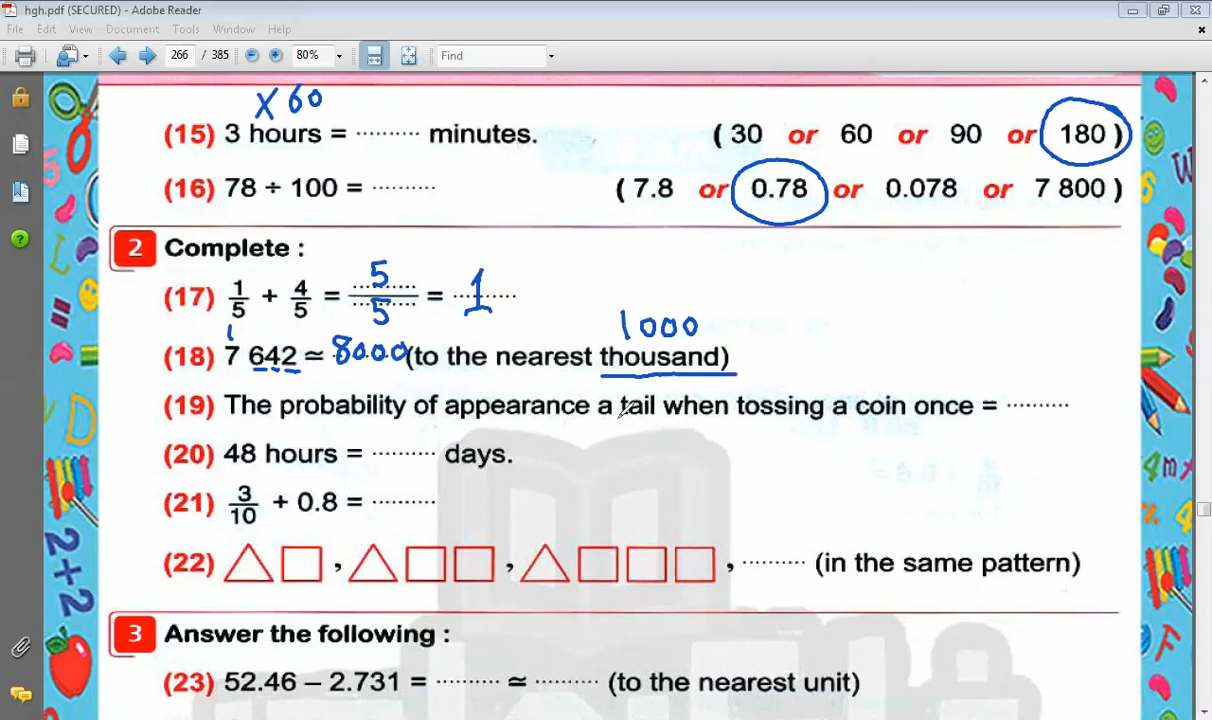 hgh.pdf (SECURED) - Adobe Reader
File Edit View Document Tools Window Help
266 / 385 80% Find
X 60
(15) 3 hours = ......... minutes. ( 30 or 60 or 90 or 180 )
(16) 78 ÷ 100 = ......... ( 7.8 or 0.78 or 0.078 or 7 800 )
2 Complete :
(17) 1/5 + 4/5 = 5/5 = 1
1 1000
(18) 7 642 ≃ 8000 (to the nearest thousand)
(19) The probability of appearance a tail when tossing a coin once = .........
(20) 48 hours = ......... days.
(21) 3/10 + 0.8 = .........
(22) △ □ , △ □ □ , △ □ □ □ , ......... (in the same pattern)
3 Answer the following :
(23) 52.46 – 2.731 = ......... ≃ ......... (to the nearest unit)